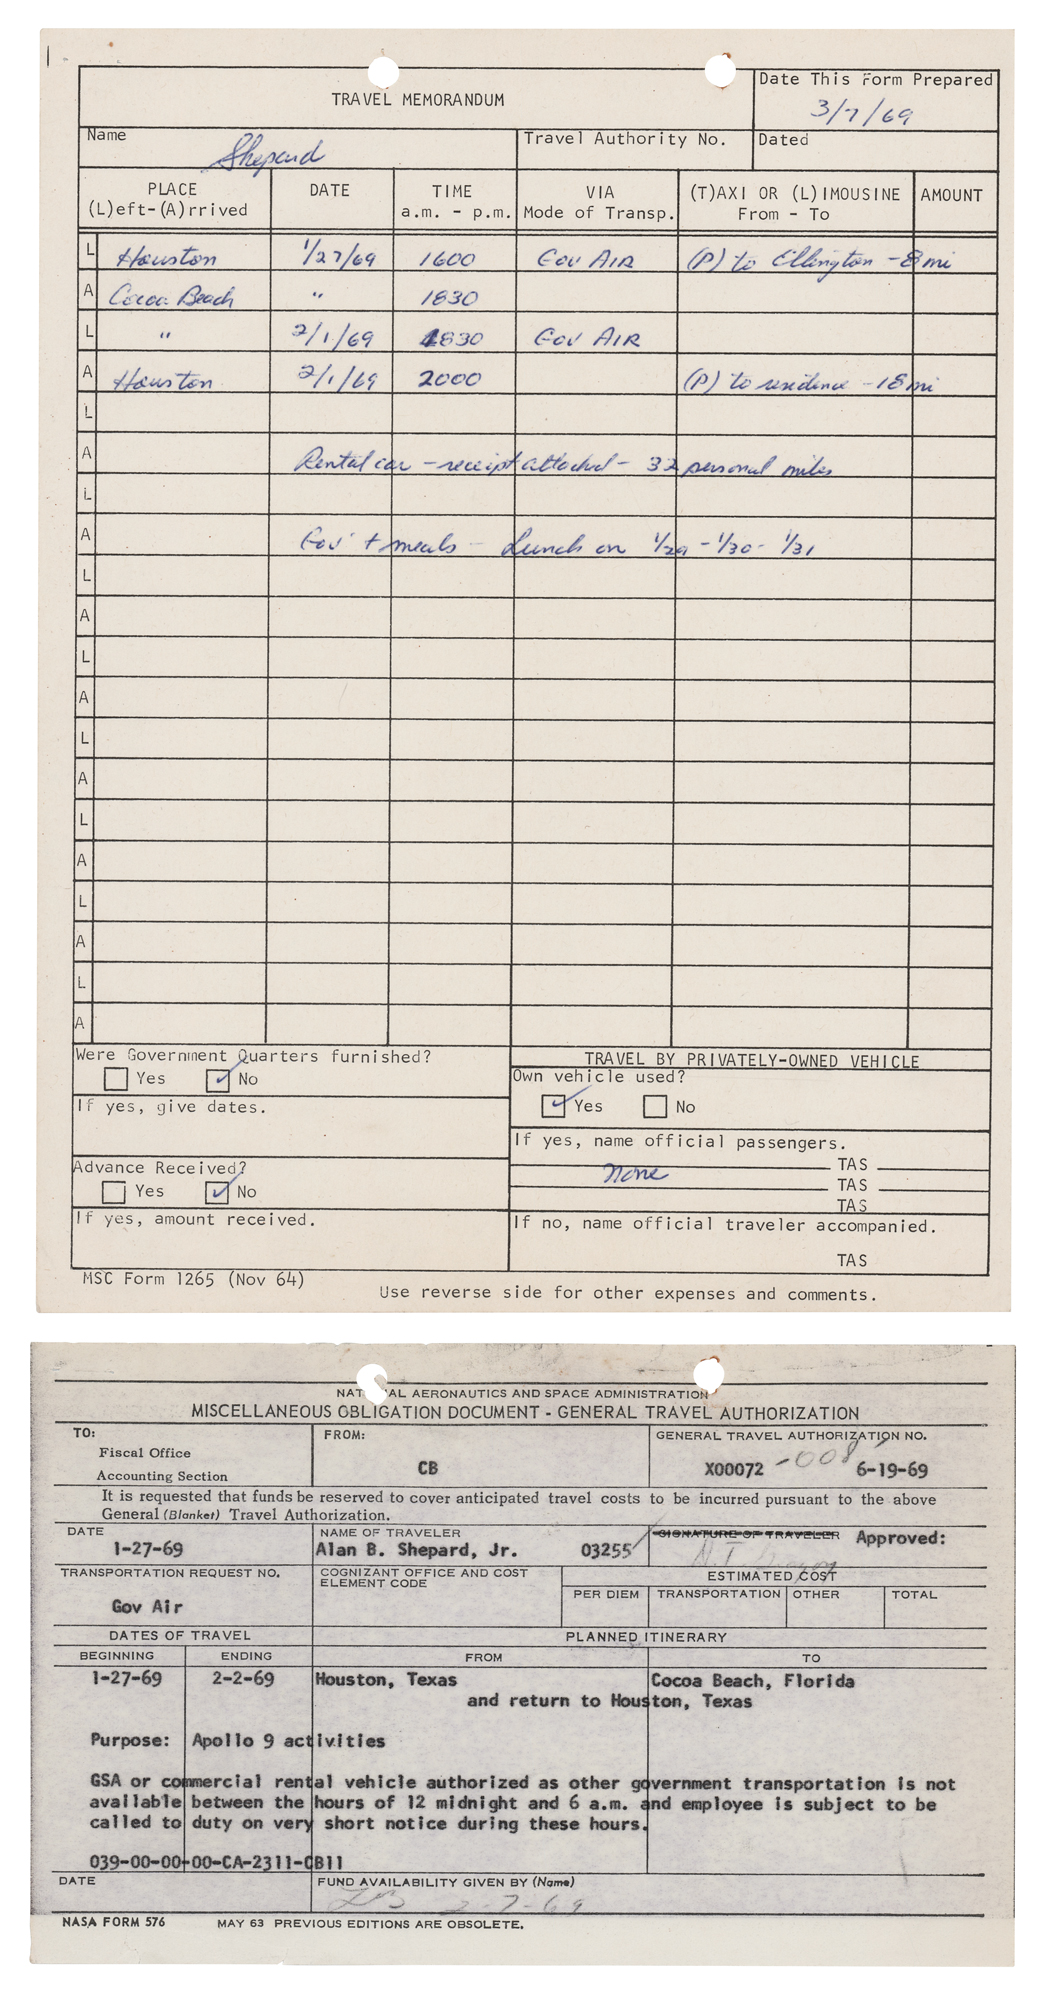 TRAVEL MEMORANDUM
Date This Form Prepared
3/7/69
Name
Shepard
Travel Authority No.
Dated
PLACE
(L)eft-(A)rrived
DATE
TIME
a.m. - p.m.
VIA
Mode of Transp.
(T)AXI OR (L)IMOUSINE
From - To
AMOUNT
L Houston 1/27/69 1600 Gov AIR (P) to Ellington - 8 mi
A Cocoa Beach " 1830
L " 2/1/69 1830 Gov AIR
A Houston 2/1/69 2000 (P) to residence - 18 mi
L
A Rental car - receipt attached - 32 personal miles
L
A Gov't meals - Lunch on 1/29 - 1/30 - 1/31
L
A
L
A
L
A
L
A
L
A
L
A
Were Government Quarters furnished?
Yes No
If yes, give dates.
Advance Received?
Yes No
If yes, amount received.
TRAVEL BY PRIVATELY-OWNED VEHICLE
Own vehicle used?
Yes No
If yes, name official passengers.
none TAS
TAS
TAS
If no, name official traveler accompanied.
TAS
MSC Form 1265 (Nov 64)
Use reverse side for other expenses and comments.
NAT AL AERONAUTICS AND SPACE ADMINISTRATION
MISCELLANEOUS OBLIGATION DOCUMENT - GENERAL TRAVEL AUTHORIZATION
TO:
Fiscal Office
Accounting Section
FROM:
CB
GENERAL TRAVEL AUTHORIZATION NO.
X00072 -008 6-19-69
It is requested that funds be reserved to cover anticipated travel costs to be incurred pursuant to the above
General (Blanket) Travel Authorization.
DATE
1-27-69
NAME OF TRAVELER
Alan B. Shepard, Jr. 03255
SIGNATURE OF TRAVELER Approved:
TRANSPORTATION REQUEST NO.
Gov Air
COGNIZANT OFFICE AND COST
ELEMENT CODE
ESTIMATED COST
PER DIEM TRANSPORTATION OTHER TOTAL
DATES OF TRAVEL
PLANNED ITINERARY
BEGINNING ENDING FROM TO
1-27-69 2-2-69 Houston, Texas Cocoa Beach, Florida
and return to Houston, Texas
Purpose: Apollo 9 activities
GSA or commercial rental vehicle authorized as other government transportation is not
available between the hours of 12 midnight and 6 a.m. and employee is subject to be
called to duty on very short notice during these hours.
039-00-00-00-CA-2311-CB11
DATE
FUND AVAILABILITY GIVEN BY (Name)
2-7-69
NASA FORM 576 MAY 63 PREVIOUS EDITIONS ARE OBSOLETE.